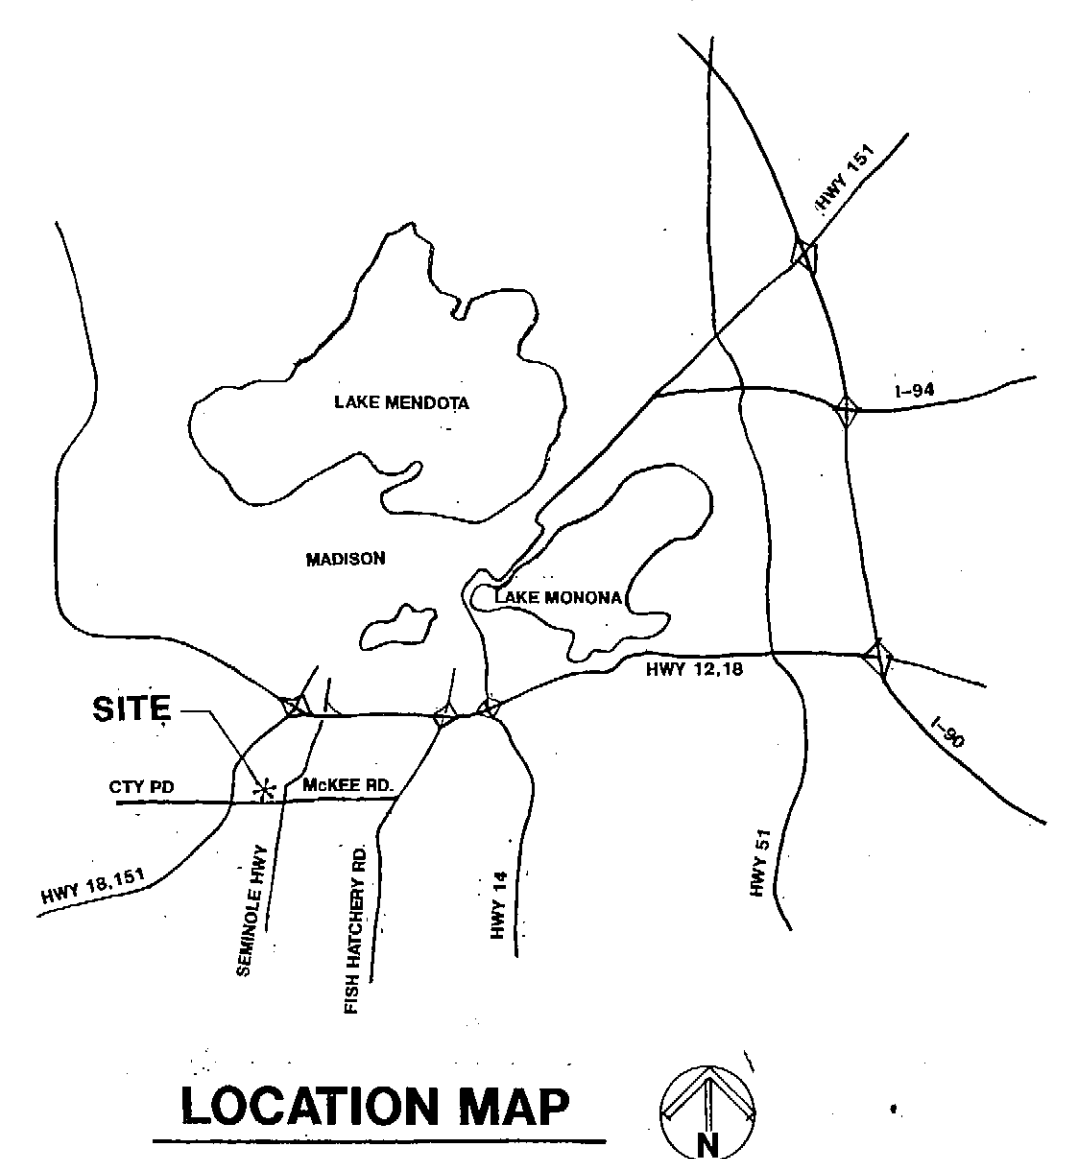 HWY 151
I-94
LAKE MENDOTA
MADISON
LAKE MONONA
HWY 12,18
SITE
I-90
CTY PD
McKEE RD.
HWY 51
HWY 18,151
SEMINOLE HWY
FISH HATCHERY RD.
HWY 14
LOCATION MAP
N